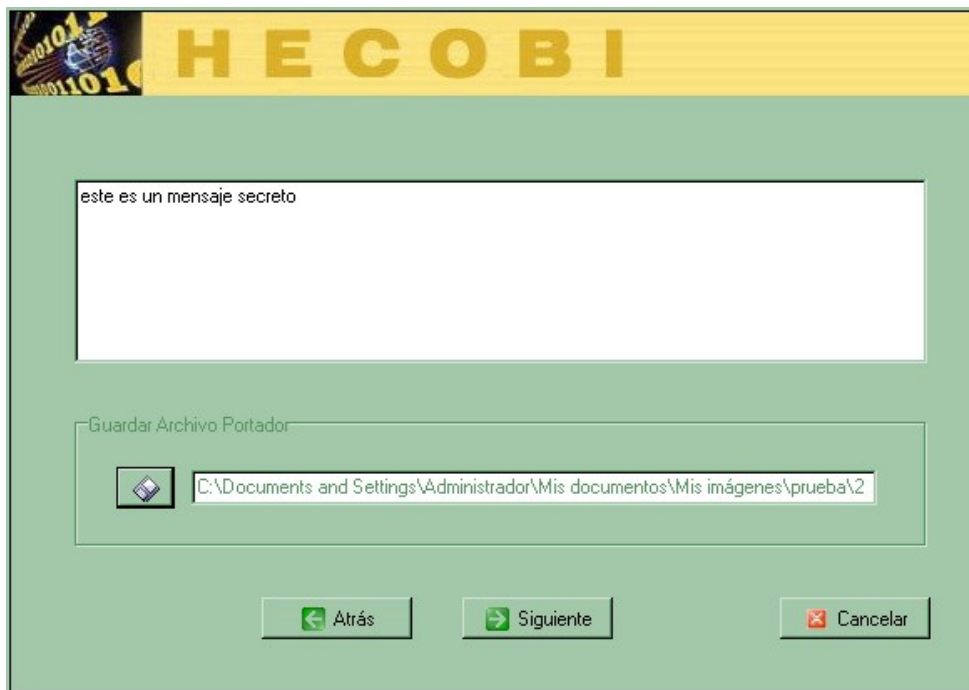 HECOBI
este es un mensaje secreto
Guardar Archivo Portador
C:\Documents and Settings\Administrador\Mis documentos\Mis imágenes\prueba\2
Atrás
Siguiente
Cancelar